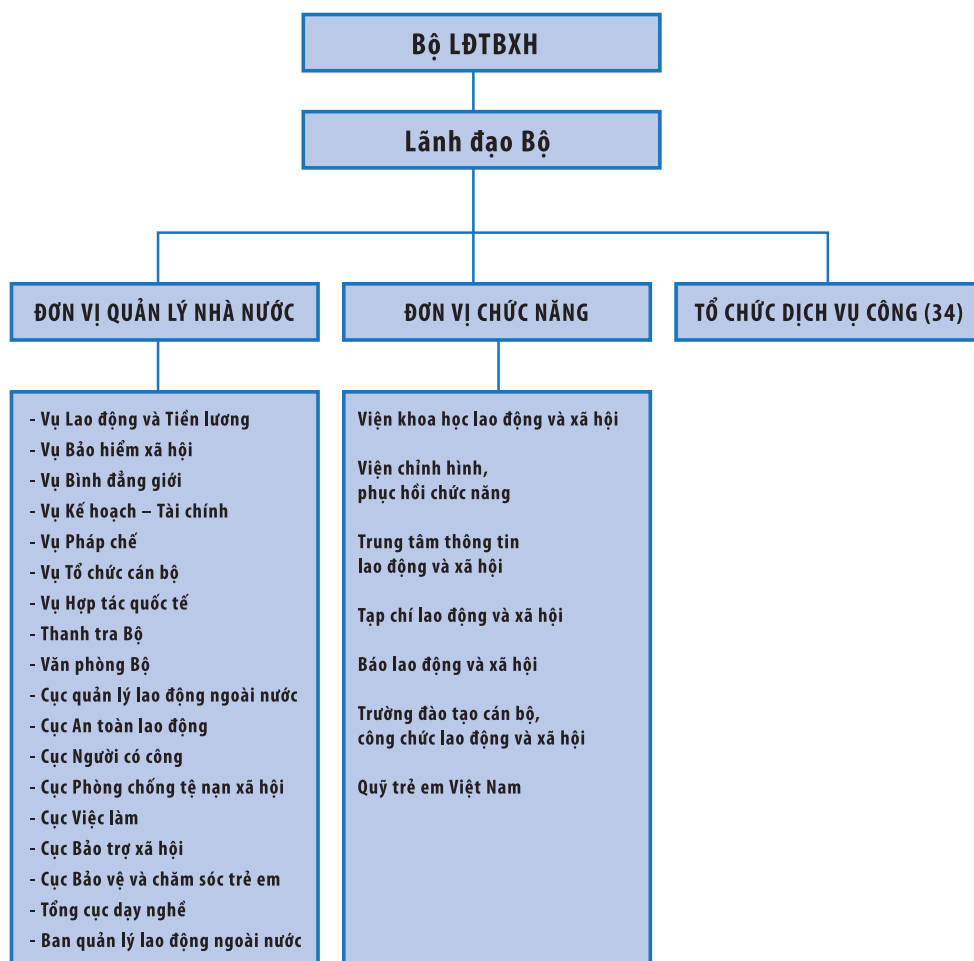 Bộ LĐTBXH
Lãnh đạo Bộ
ĐƠN VỊ QUẢN LÝ NHÀ NƯỚC
ĐƠN VỊ CHỨC NĂNG
TỔ CHỨC DỊCH VỤ CÔNG (34)
- Vụ Lao động và Tiền lương
- Vụ Bảo hiểm xã hội
- Vụ Bình đẳng giới
- Vụ Kế hoạch – Tài chính
- Vụ Pháp chế
- Vụ Tổ chức cán bộ
- Vụ Hợp tác quốc tế
- Thanh tra Bộ
- Văn phòng Bộ
- Cục quản lý lao động ngoài nước
- Cục An toàn lao động
- Cục Người có công
- Cục Phòng chống tệ nạn xã hội
- Cục Việc làm
- Cục Bảo trợ xã hội
- Cục Bảo vệ và chăm sóc trẻ em
- Tổng cục dạy nghề
- Ban quản lý lao động ngoài nước
Viện khoa học lao động và xã hội
Viện chỉnh hình,
phục hồi chức năng
Trung tâm thông tin
lao động và xã hội
Tạp chí lao động và xã hội
Báo lao động và xã hội
Trường đào tạo cán bộ,
công chức lao động và xã hội
Quỹ trẻ em Việt Nam